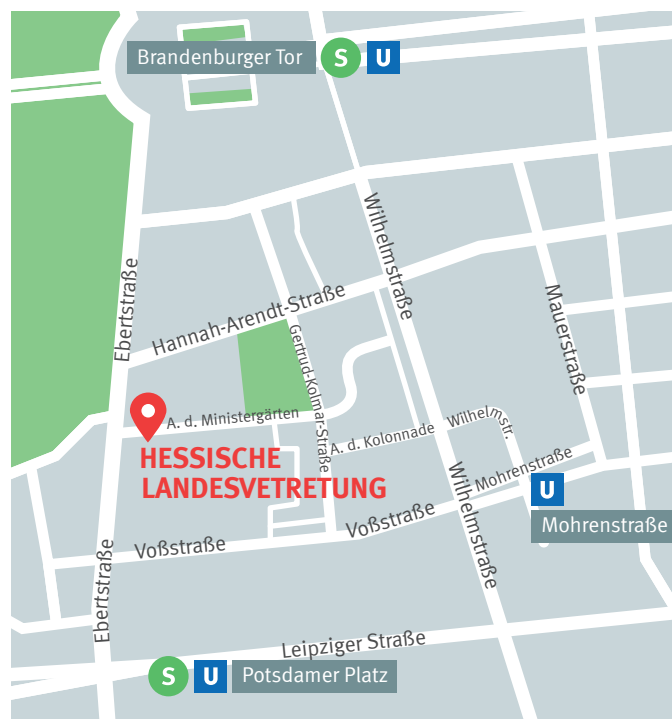 Brandenburger Tor S U
Wilhelmstraße
Ebertstraße
Hannah-Arendt-Straße
Mauerstraße
Gertrud-Kolmar-Straße
A. d. Ministergärten
A. d. Kolonnade
Wilhelmstr.
HESSISCHE
LANDESVETRETUNG
Mohrenstraße
Wilhelmstraße
U
Mohrenstraße
Voßstraße
Voßstraße
Ebertstraße
Leipziger Straße
S U Potsdamer Platz